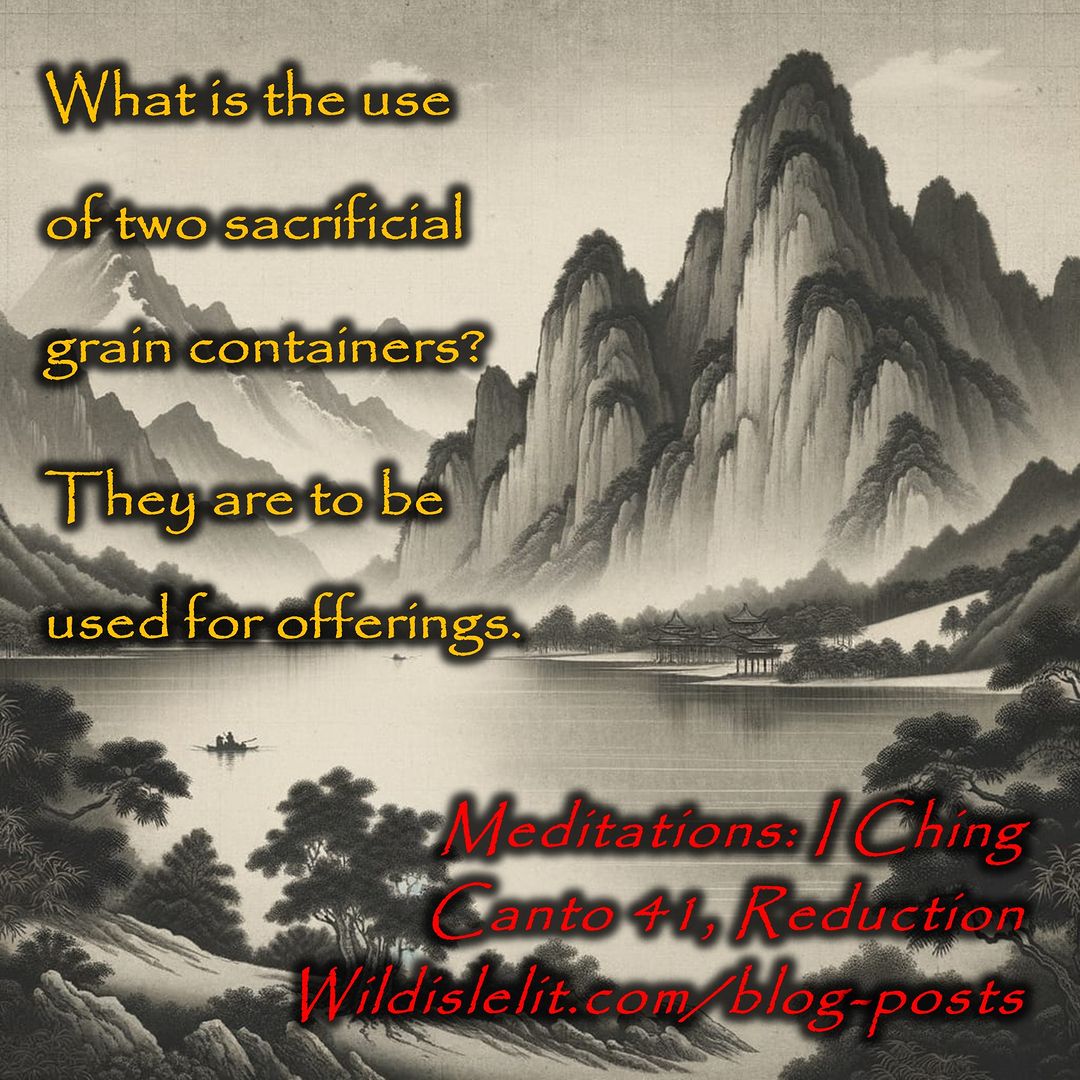 What is the use
of two sacrificial
grain containers?
They are to be
used for offerings.
Meditations: I Ching
Canto 41, Reduction
Wildislelit.com/blog-posts